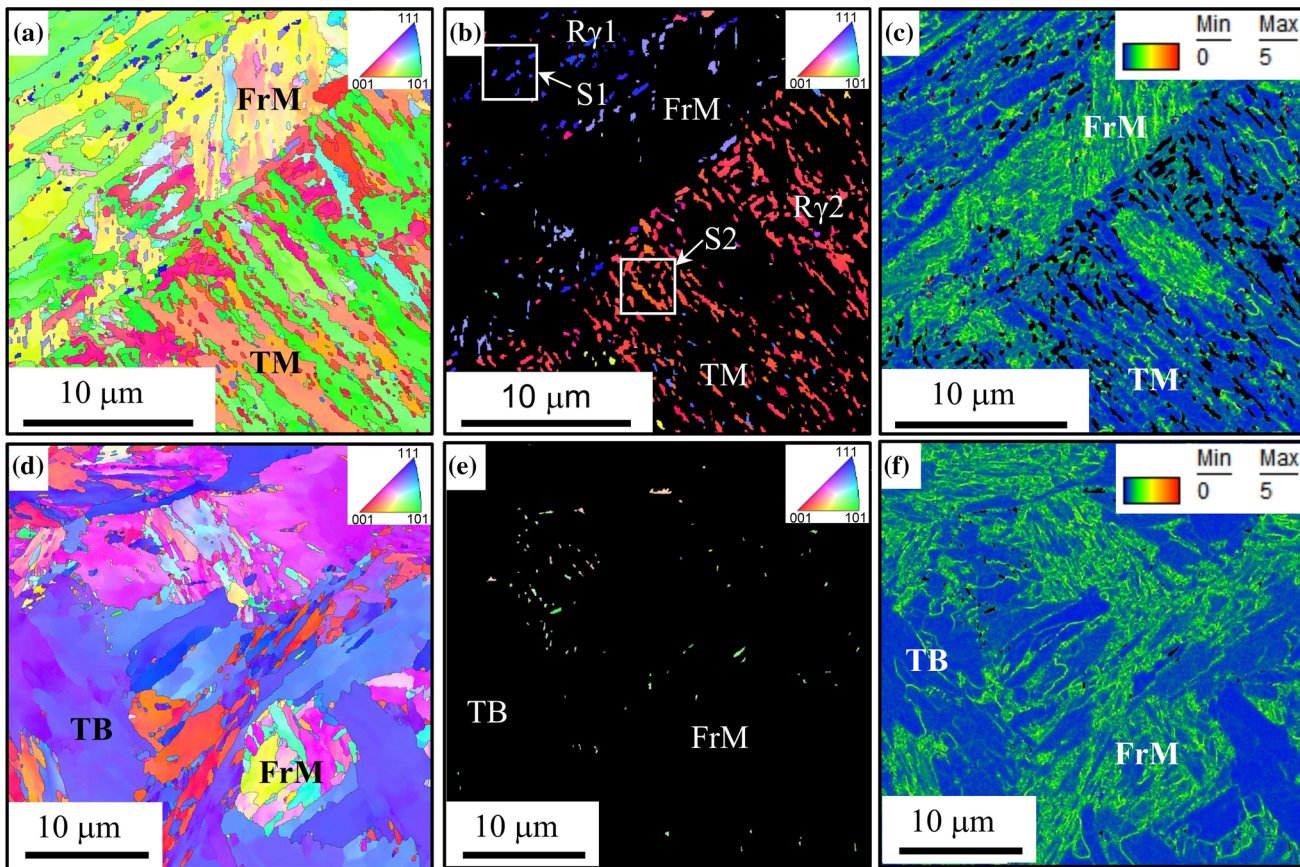 (a)
111
001 101
FrM
TM
10 μm
(b)
Rγ1
S1
FrM
111
001 101
Rγ2
S2
TM
10 μm
(c)
Min Max
0 5
FrM
TM
10 μm
(d)
111
001 101
TB
FrM
10 μm
(e)
111
001 101
TB
FrM
10 μm
(f)
Min Max
0 5
TB
FrM
10 μm